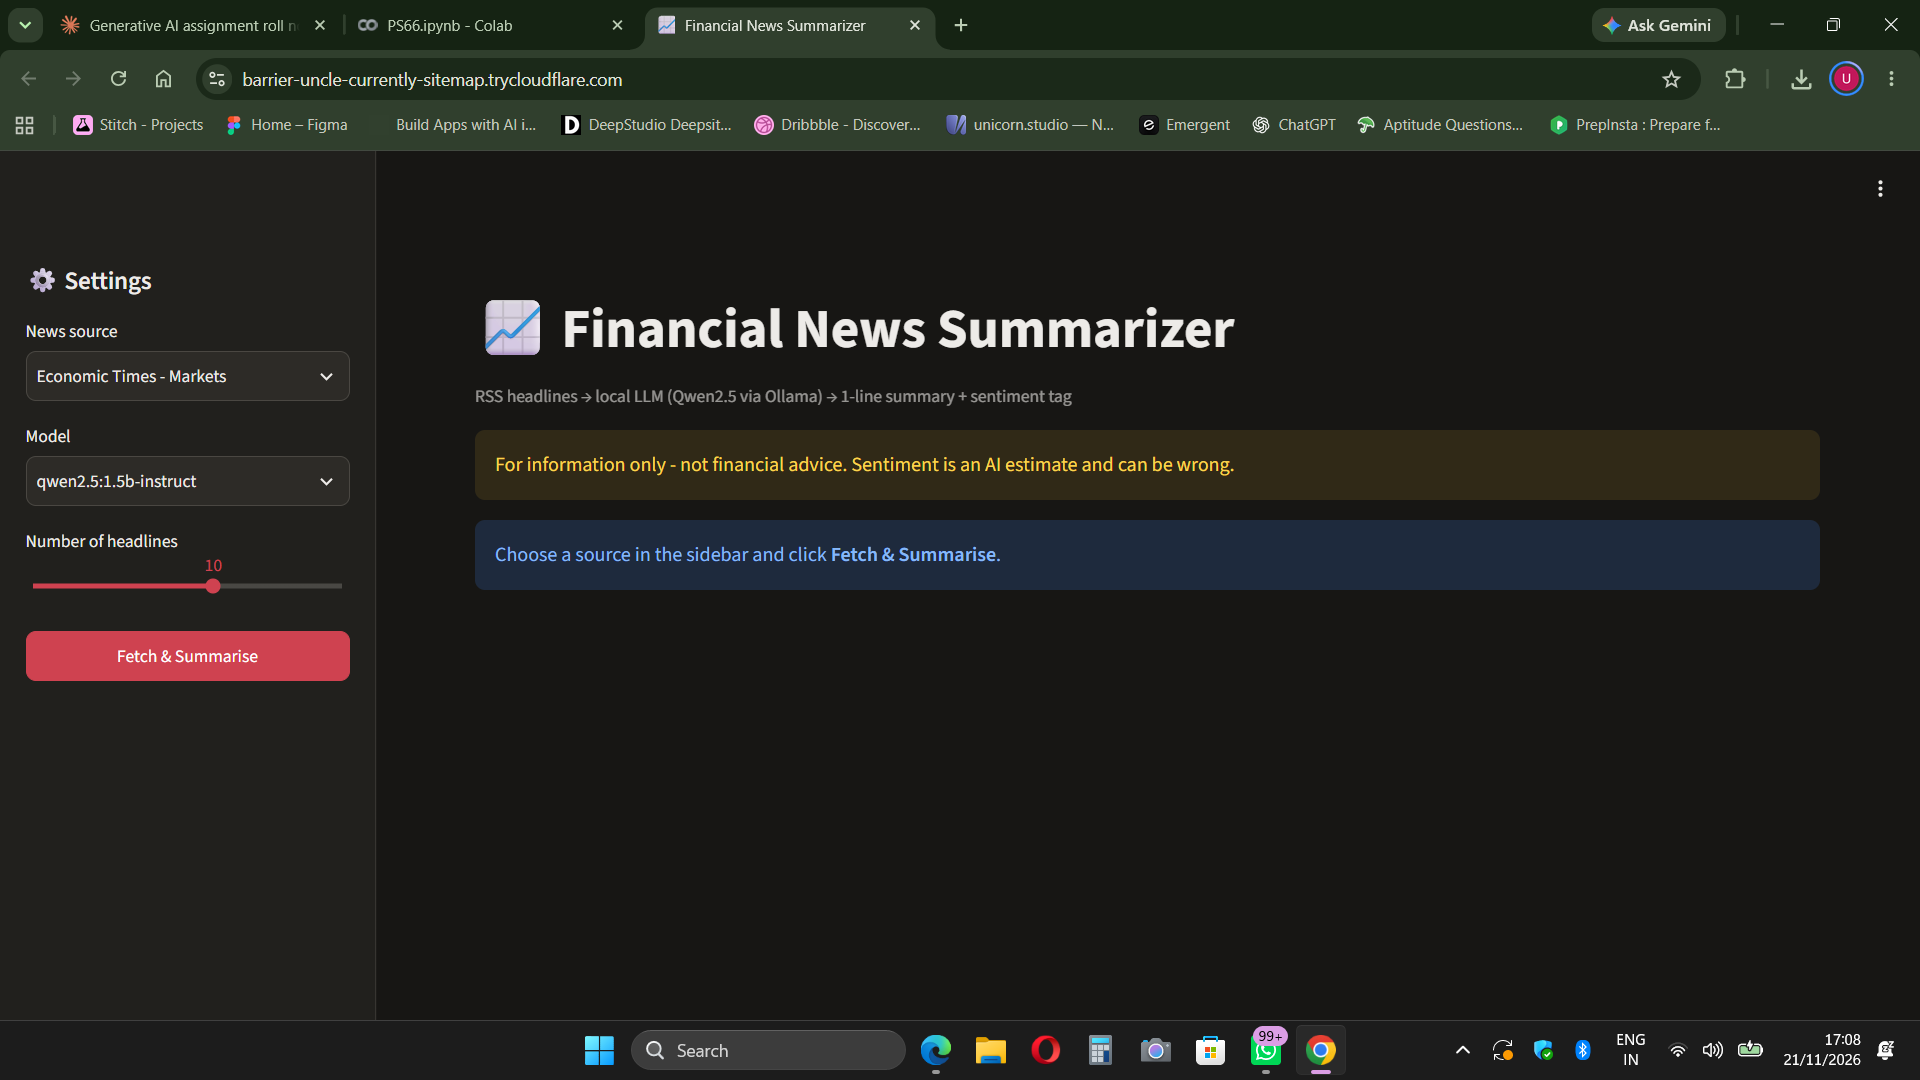 Generative AI assignment roll n
PS66.ipynb - Colab
Financial News Summarizer
Ask Gemini
barrier-uncle-currently-sitemap.trycloudflare.com
U
Stitch - Projects
Home – Figma
Build Apps with AI i...
DeepStudio Deepsit...
Dribbble - Discover...
unicorn.studio — N...
Emergent
ChatGPT
Aptitude Questions...
PrepInsta : Prepare f...
Settings
News source
Economic Times - Markets
Model
qwen2.5:1.5b-instruct
Number of headlines
10
Fetch & Summarise
Financial News Summarizer
RSS headlines → local LLM (Qwen2.5 via Ollama) → 1-line summary + sentiment tag
For information only - not financial advice. Sentiment is an AI estimate and can be wrong.
Choose a source in the sidebar and click Fetch & Summarise.
Search
99+
ENG
IN
17:08
21/11/2026